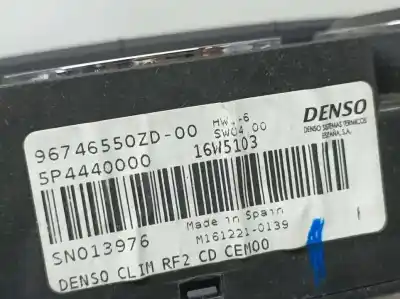 96746550ZD-00
5P4440000
HW -6
SW04.00
16W5103
DENSO
DENSO SISTEMAS TERMICOS
ESPAÑA, S.A.
Made in Spain
M161221-0139
SN013976
DENSO CLIM RF2 CD CEM00